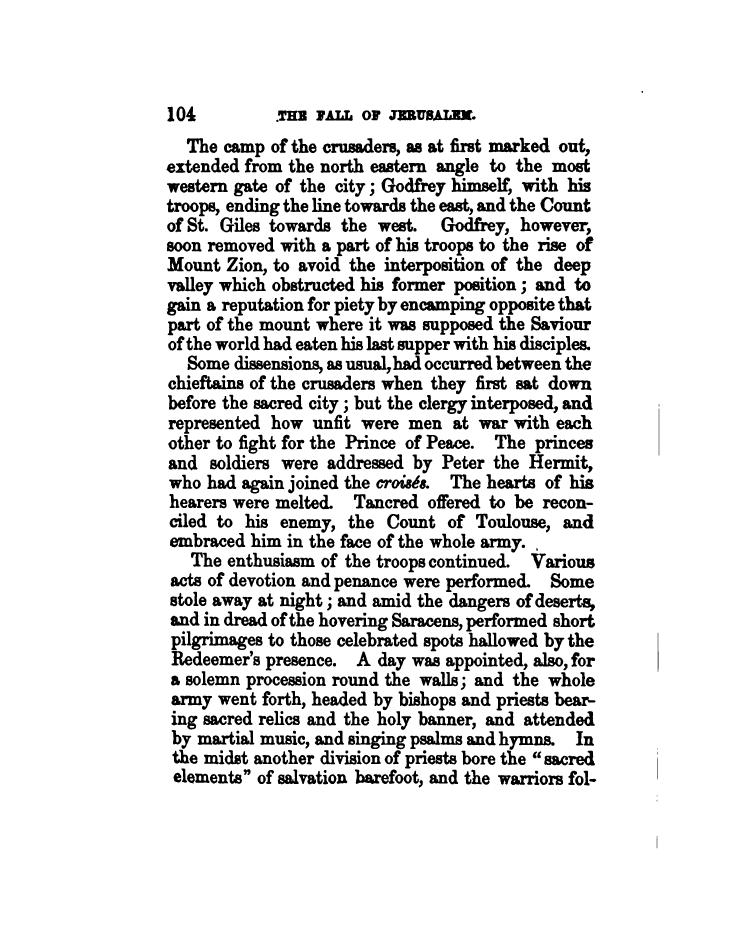 104 THE FALL OF JERUSALEM.
The camp of the crusaders, as at first marked out,
extended from the north eastern angle to the most
western gate of the city; Godfrey himself, with his
troops, ending the line towards the east, and the Count
of St. Giles towards the west. Godfrey, however,
soon removed with a part of his troops to the rise of
Mount Zion, to avoid the interposition of the deep
valley which obstructed his former position; and to
gain a reputation for piety by encamping opposite that
part of the mount where it was supposed the Saviour
of the world had eaten his last supper with his disciples.
Some dissensions, as usual, had occurred between the
chieftains of the crusaders when they first sat down
before the sacred city; but the clergy interposed, and
represented how unfit were men at war with each
other to fight for the Prince of Peace. The princes
and soldiers were addressed by Peter the Hermit,
who had again joined the croisés. The hearts of his
hearers were melted. Tancred offered to be recon-
ciled to his enemy, the Count of Toulouse, and
embraced him in the face of the whole army.
The enthusiasm of the troops continued. Various
acts of devotion and penance were performed. Some
stole away at night; and amid the dangers of deserts,
and in dread of the hovering Saracens, performed short
pilgrimages to those celebrated spots hallowed by the
Redeemer's presence. A day was appointed, also, for
a solemn procession round the walls; and the whole
army went forth, headed by bishops and priests bear-
ing sacred relics and the holy banner, and attended
by martial music, and singing psalms and hymns. In
the midst another division of priests bore the "sacred
elements" of salvation barefoot, and the warriors fol-